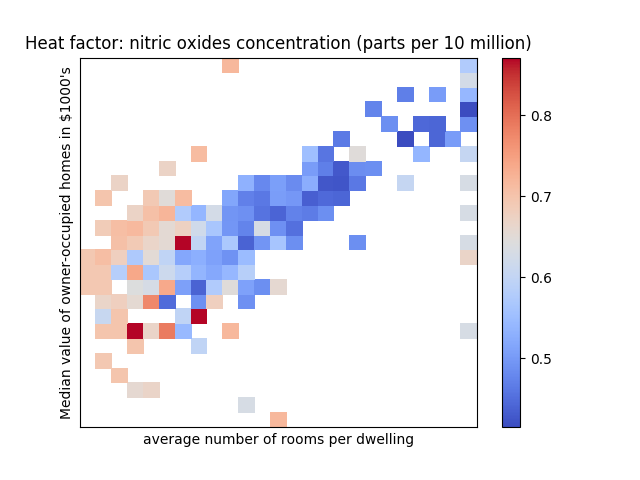 Heat factor: nitric oxides concentration (parts per 10 million)
Median value of owner-occupied homes in $1000's
average number of rooms per dwelling
0.8
0.7
0.6
0.5